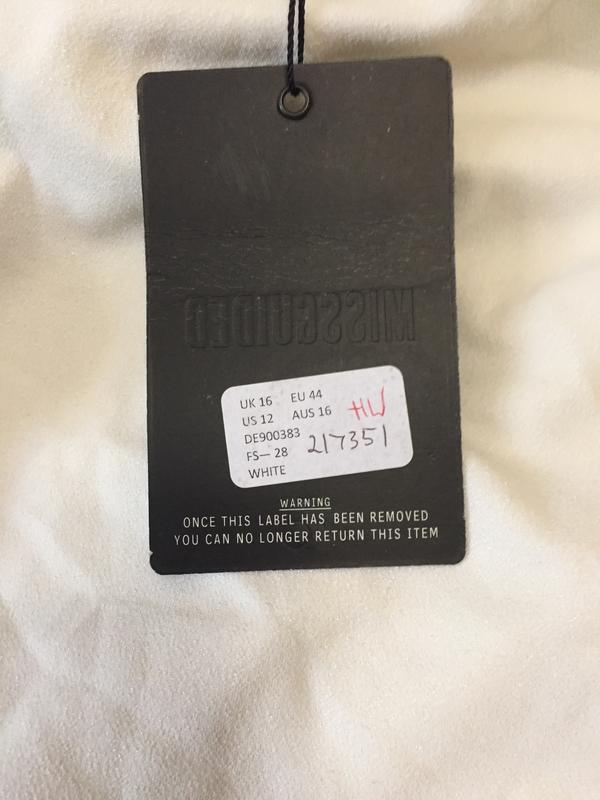 MISSGUIDED
UK 16 EU 44
US 12 AUS 16 HW
DE900383 217351
FS— 28
WHITE
WARNING
ONCE THIS LABEL HAS BEEN REMOVED
YOU CAN NO LONGER RETURN THIS ITEM